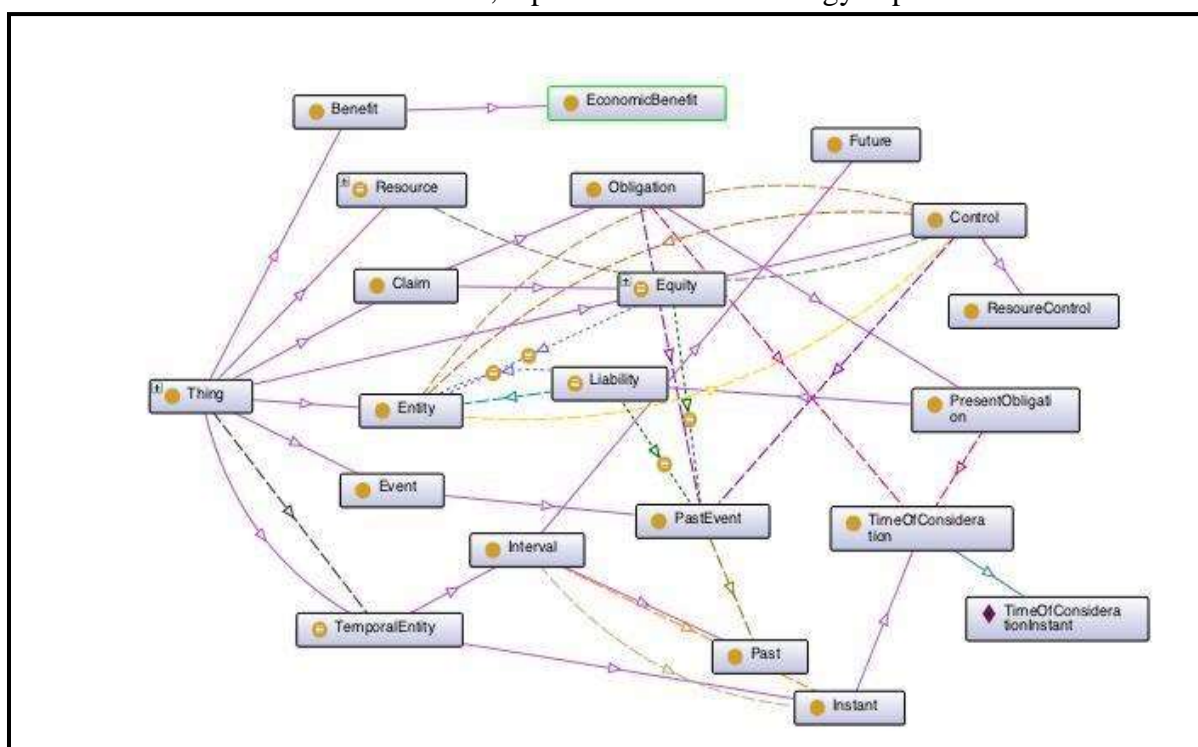 Benefit
EconomicBenefit
Future
Resource
Obligation
Control
Claim
Equity
ResoureControl
Thing
Entity
Liability
PresentObligati
on
Event
PastEvent
TimeOfConsidera
tion
Interval
TemporalEntity
TimeOfConsidera
tionInstant
Past
Instant